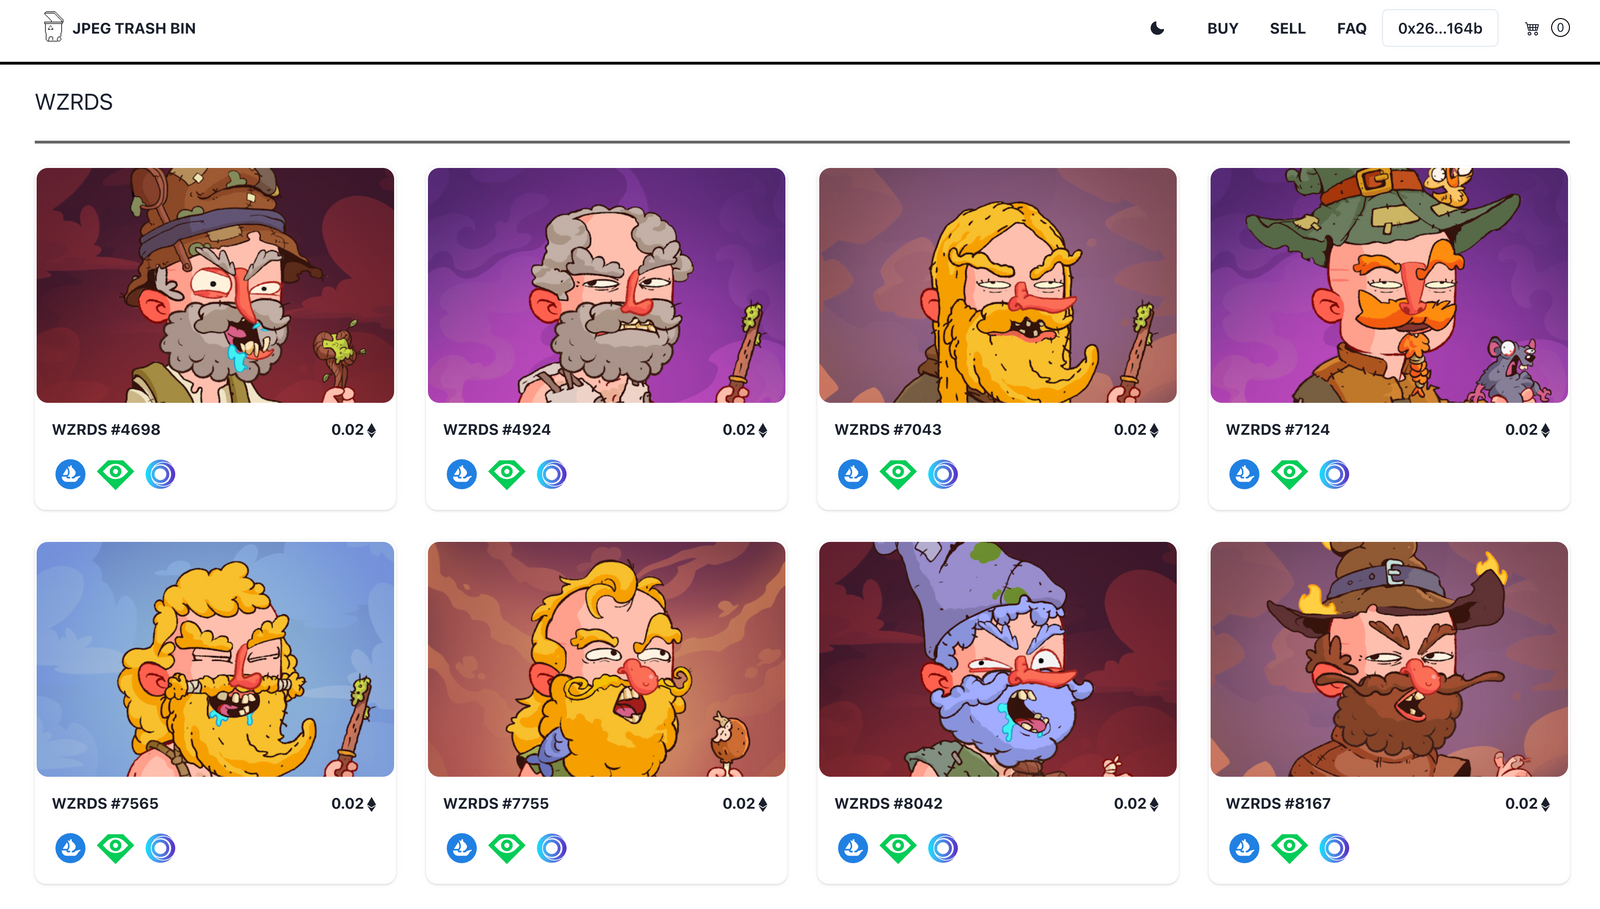 JPEG TRASH BIN
BUY SELL FAQ 0x26...164b 0
WZRDS
WZRDS #4698 0.02
WZRDS #4924 0.02
WZRDS #7043 0.02
WZRDS #7124 0.02
WZRDS #7565 0.02
WZRDS #7755 0.02
WZRDS #8042 0.02
E
WZRDS #8167 0.02